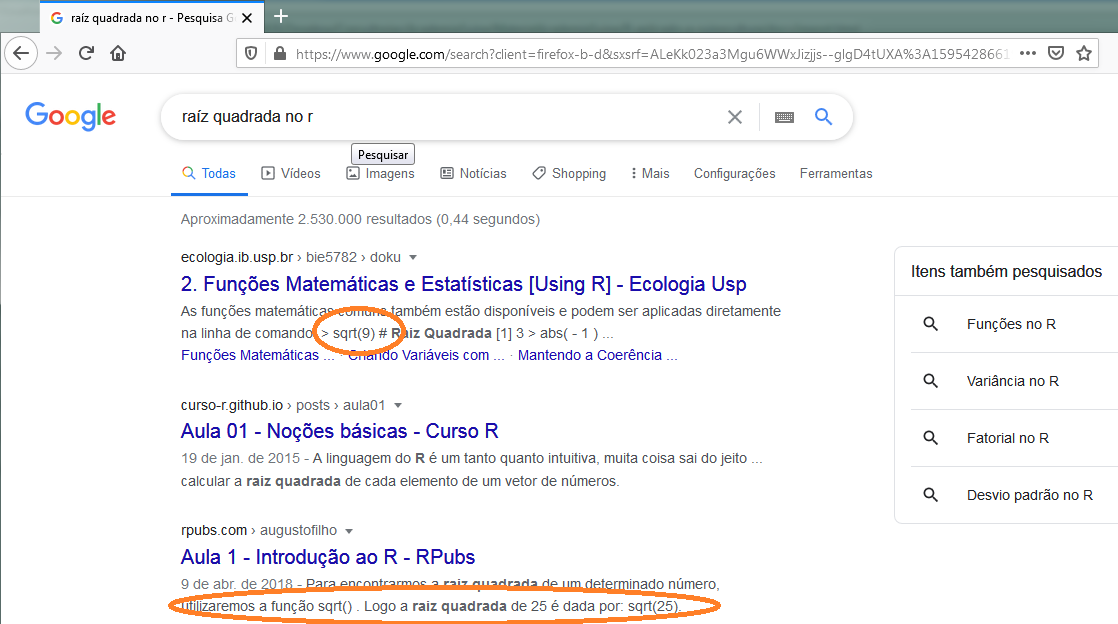 raíz quadrada no r - Pesquisa Go
https://www.google.com/search?client=firefox-b-d&sxsrf=ALeKk023a3Mgu6WWxJizjjs--glgD4tUXA%3A1595428661
Google
raíz quadrada no r
Pesquisar
Todas
Vídeos
Imagens
Notícias
Shopping
Mais
Configurações
Ferramentas
Aproximadamente 2.530.000 resultados (0,44 segundos)
ecologia.ib.usp.br › bie5782 › doku
2. Funções Matemáticas e Estatísticas [Using R] - Ecologia Usp
As funções matemáticas comuns também estão disponíveis e podem ser aplicadas diretamente
na linha de comando: > sqrt(9) # Raiz Quadrada [1] 3 > abs( - 1 ) ...
Funções Matemáticas ... · Criando Variáveis com ... · Mantendo a Coerência ...
curso-r.github.io › posts › aula01
Aula 01 - Noções básicas - Curso R
19 de jan. de 2015 - A linguagem do R é um tanto quanto intuitiva, muita coisa sai do jeito ...
calcular a raiz quadrada de cada elemento de um vetor de números.
rpubs.com › augustofilho
Aula 1 - Introdução ao R - RPubs
9 de abr. de 2018 - Para encontrarmos a raiz quadrada de um determinado número,
utilizaremos a função sqrt() . Logo a raiz quadrada de 25 é dada por: sqrt(25).
Itens também pesquisados
Funções no R
Variância no R
Fatorial no R
Desvio padrão no R